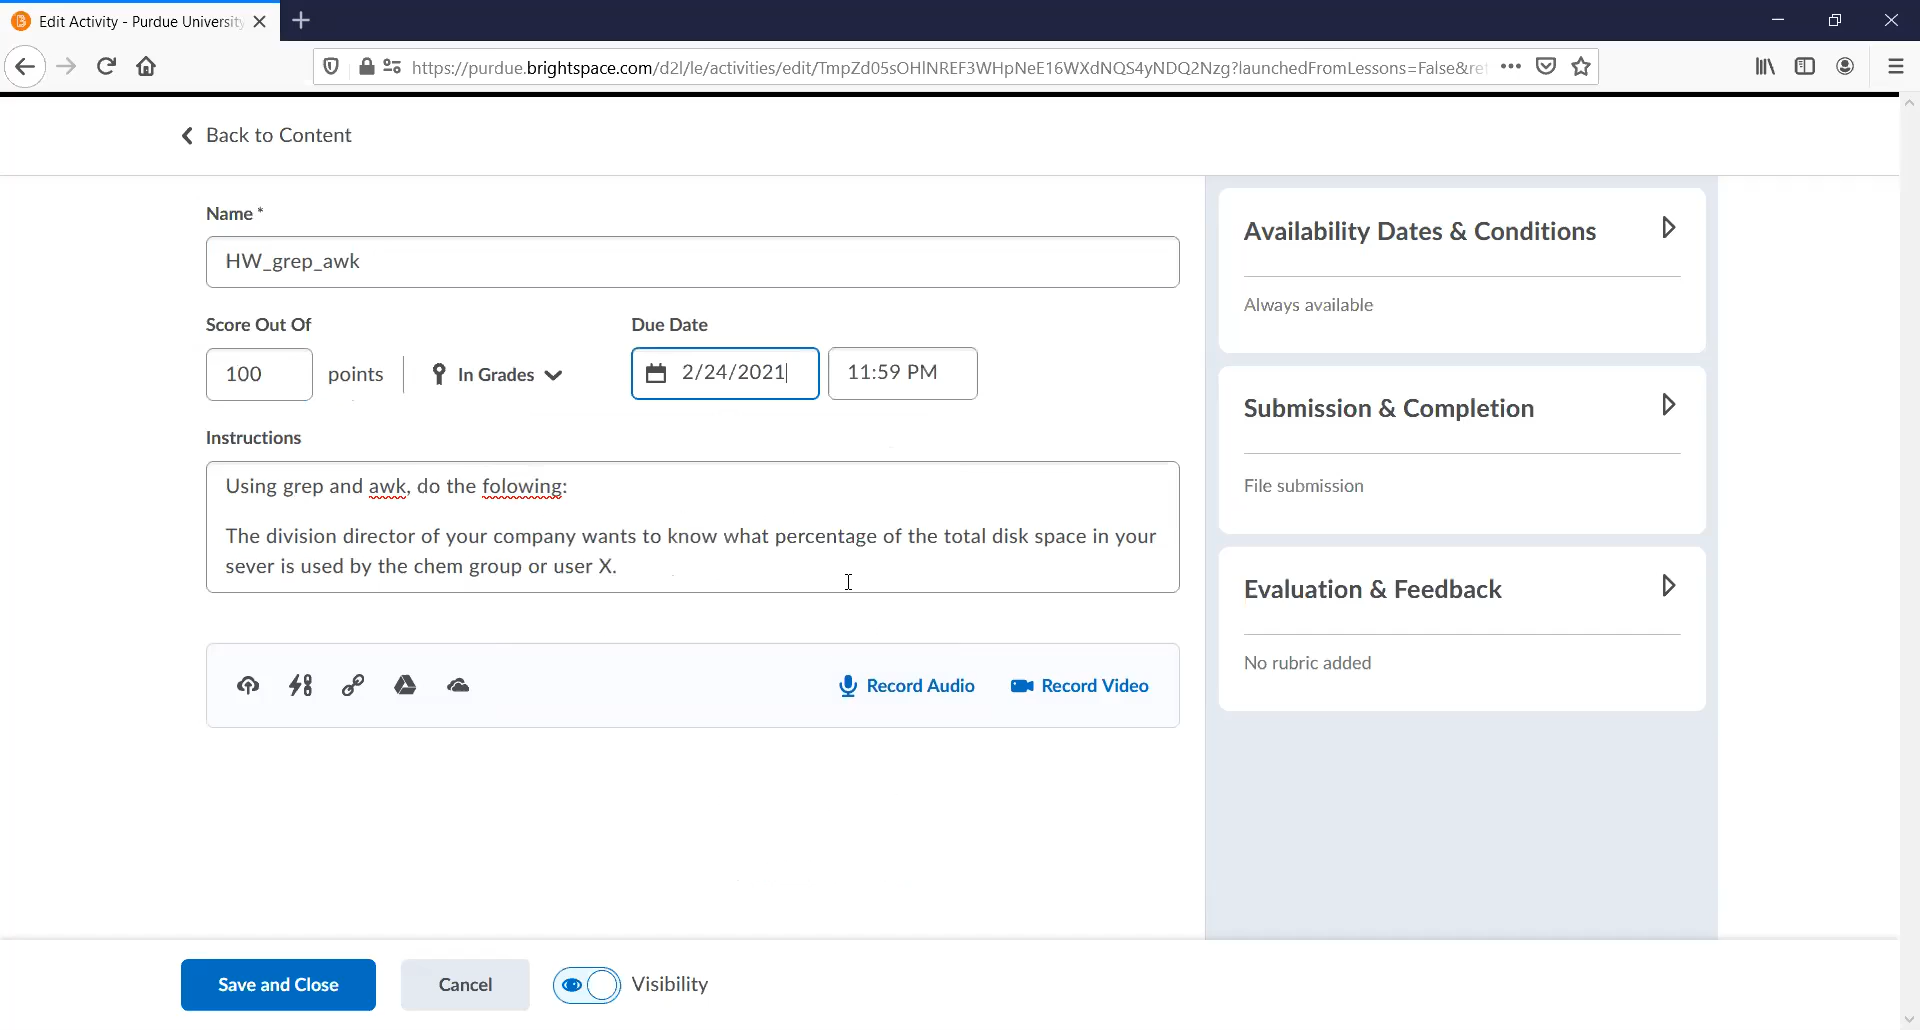 Edit Activity - Purdue University
https://purdue.brightspace.com/d2l/le/activities/edit/TmpZd05sOHlNREF3WHpNeE16WXdNQS4yNDQ2Nzg?launchedFromLessons=False&re
Back to Content
Name *
HW_grep_awk
Score Out Of
Due Date
100 points In Grades 2/24/2021 11:59 PM
Instructions
Using grep and awk, do the folowing:
The division director of your company wants to know what percentage of the total disk space in your
sever is used by the chem group or user X.
Record Audio Record Video
Availability Dates & Conditions
Always available
Submission & Completion
File submission
Evaluation & Feedback
No rubric added
Save and Close Cancel Visibility